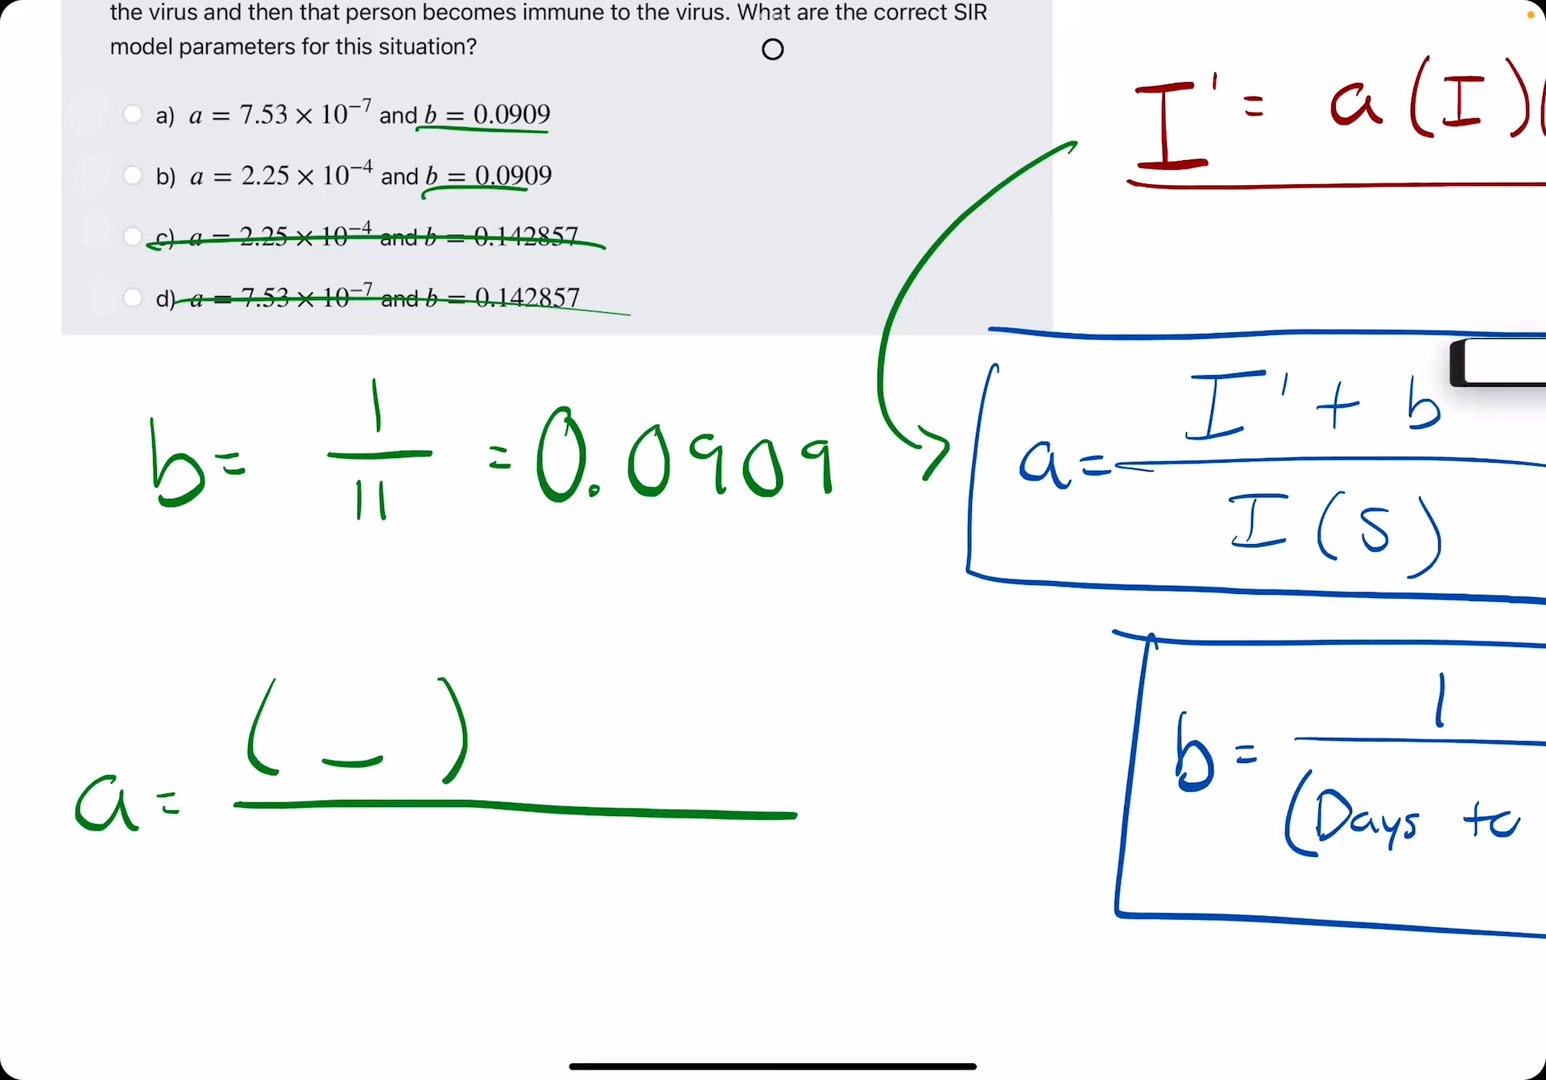 the virus and then that person becomes immune to the virus. What are the correct SIR
model parameters for this situation?
a) a = 7.53 × 10⁻⁷ and b = 0.0909
b) a = 2.25 × 10⁻⁴ and b = 0.0909
c) a = 2.25 × 10⁻⁴ and b = 0.142857
d) a = 7.53 × 10⁻⁷ and b = 0.142857
I' = a(I)(
b = 1/11 = 0.0909
a = (I' + b)/(I(S))
a = ( – )
b = 1/(Days to